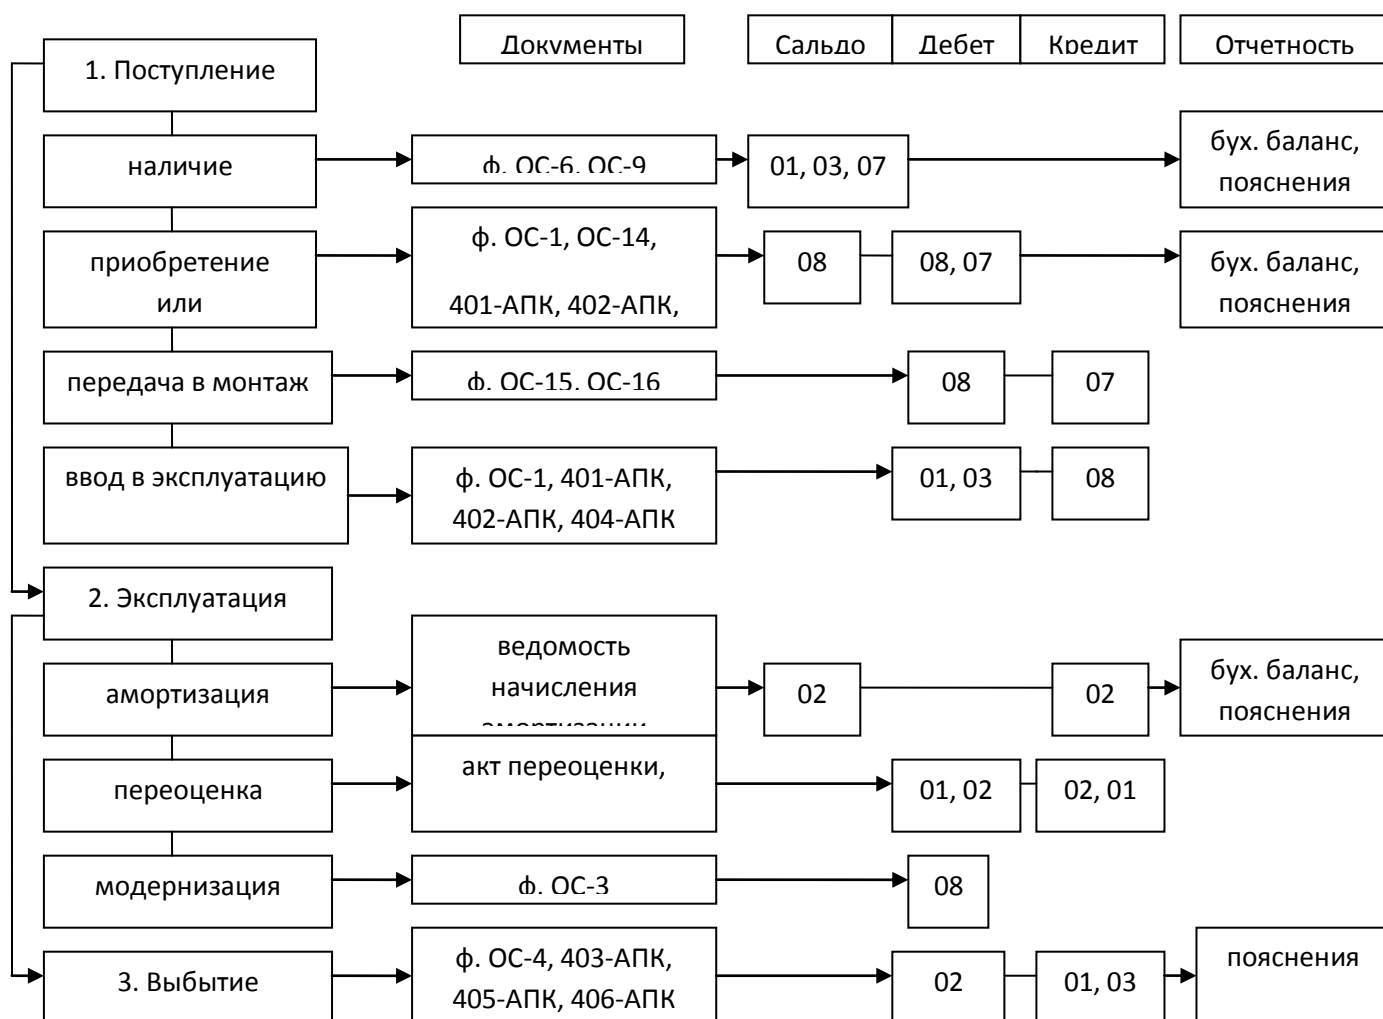 Документы
Сальдо
Дебет
Кредит
Отчетность
1. Поступление
наличие
ф. ОС-6, ОС-9
01, 03, 07
бух. баланс,
пояснения
приобретение
или
ф. ОС-1, ОС-14,
401-АПК, 402-АПК,
08
08, 07
бух. баланс,
пояснения
передача в монтаж
ф. ОС-15, ОС-16
08
07
ввод в эксплуатацию
ф. ОС-1, 401-АПК,
402-АПК, 404-АПК
01, 03
08
2. Эксплуатация
амортизация
ведомость
начисления
амортизации
02
02
бух. баланс,
пояснения
переоценка
акт переоценки,
01, 02
02, 01
модернизация
ф. ОС-3
08
3. Выбытие
ф. ОС-4, 403-АПК,
405-АПК, 406-АПК
02
01, 03
пояснения